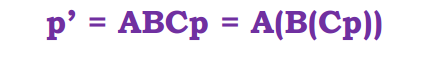 p’ = ABCp = A(B(Cp))